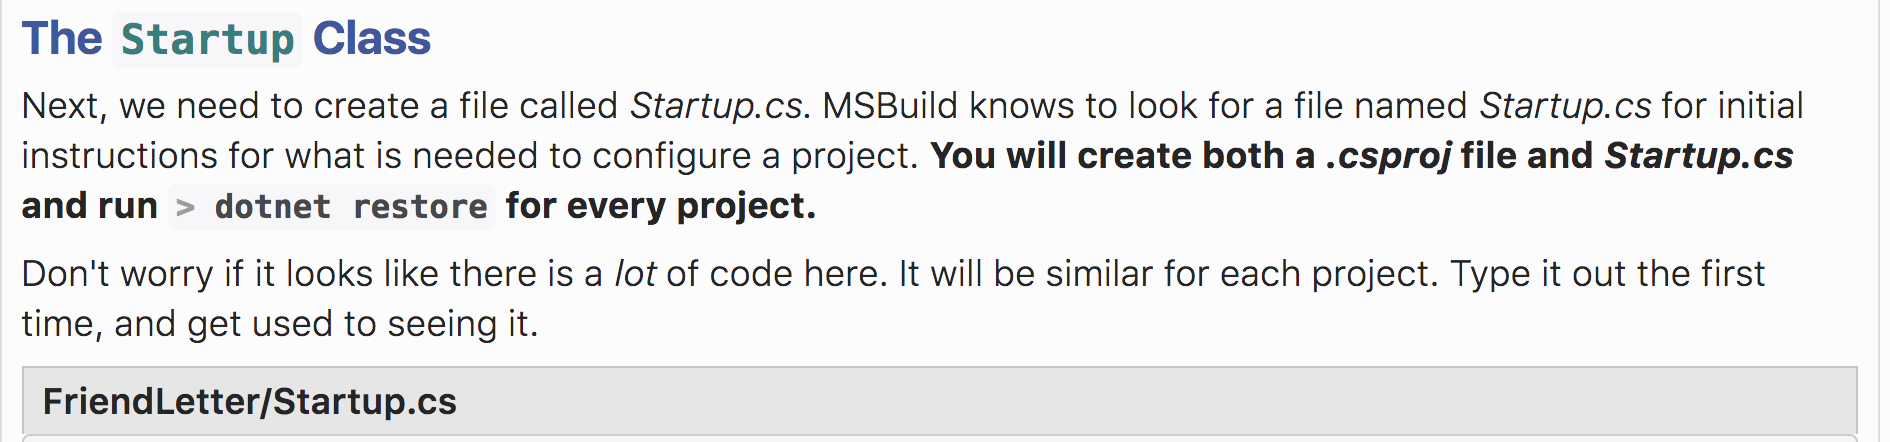 The Startup Class
Next, we need to create a file called Startup.cs. MSBuild knows to look for a file named Startup.cs for initial
instructions for what is needed to configure a project. You will create both a .csproj file and Startup.cs
and run > dotnet restore for every project.
Don't worry if it looks like there is a lot of code here. It will be similar for each project. Type it out the first
time, and get used to seeing it.
FriendLetter/Startup.cs